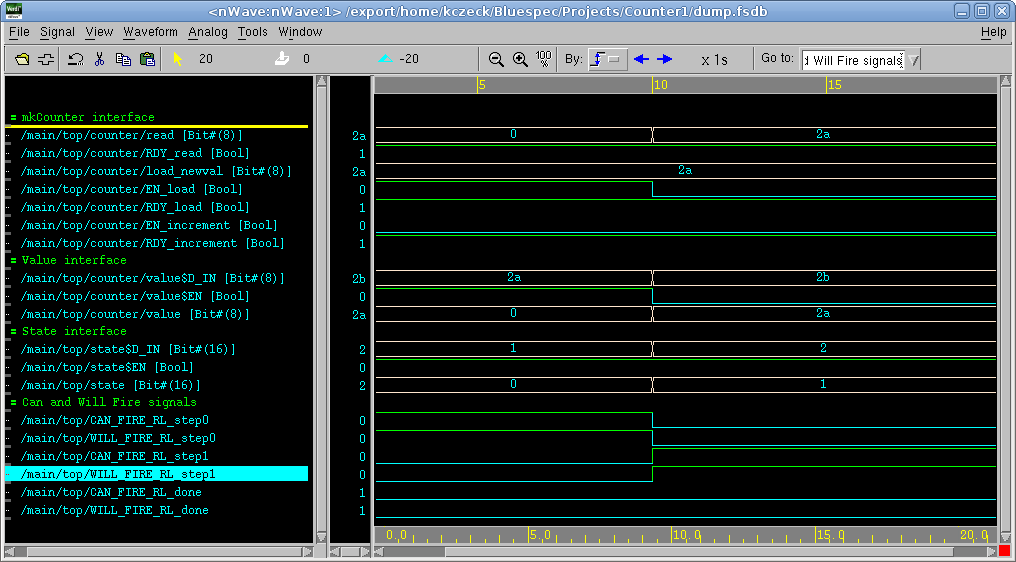 Verdi
<nWave:nWave:1> /export/home/kczeck/Bluespec/Projects/Counter1/dump.fsdb
File Signal View Waveform Analog Tools Window Help
20 0 -20 100 % By: x 1s Go to: d Will Fire signals
5 10 15
= mkCounter interface
/main/top/counter/read [Bit#(8)] 2a 0 2a
/main/top/counter/RDY_read [Bool] 1
/main/top/counter/load_newval [Bit#(8)] 2a 2a
/main/top/counter/EN_load [Bool] 0
/main/top/counter/RDY_load [Bool] 1
/main/top/counter/EN_increment [Bool] 0
/main/top/counter/RDY_increment [Bool] 1
= Value interface
/main/top/counter/value$D_IN [Bit#(8)] 2b 2a 2b
/main/top/counter/value$EN [Bool] 0
/main/top/counter/value [Bit#(8)] 2a 0 2a
= State interface
/main/top/state$D_IN [Bit#(16)] 2 1 2
/main/top/state$EN [Bool] 0
/main/top/state [Bit#(16)] 2 0 1
= Can and Will Fire signals
/main/top/CAN_FIRE_RL_step0 0
/main/top/WILL_FIRE_RL_step0 0
/main/top/CAN_FIRE_RL_step1 0
/main/top/WILL_FIRE_RL_step1 0
/main/top/CAN_FIRE_RL_done 1
/main/top/WILL_FIRE_RL_done 1
0.0 5.0 10.0 15.0 20.0